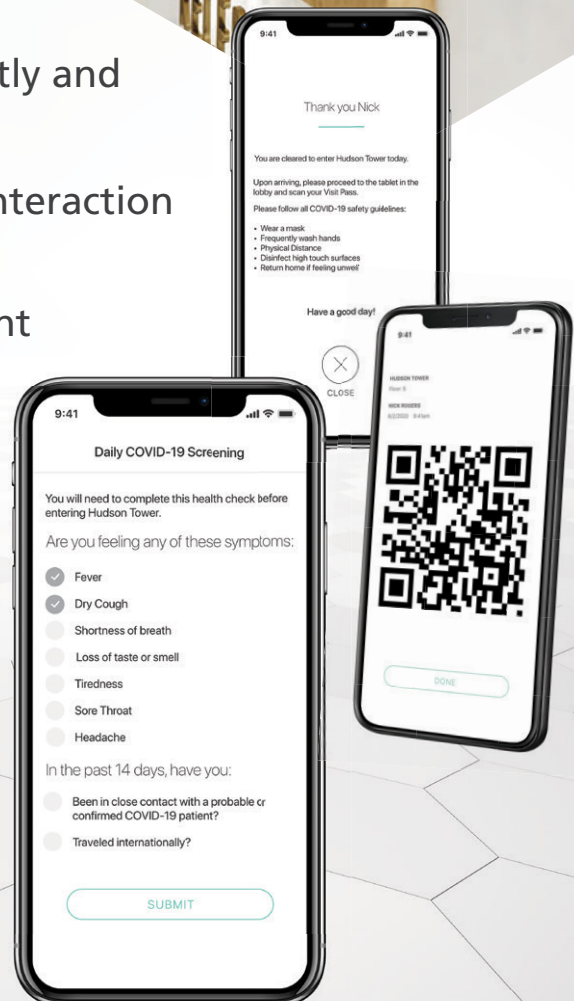 tly and
nteraction
nt
9:41
Thank you Nick
You are cleared to enter Hudson Tower today.
Upon arriving, please proceed to the tablet in the
lobby and scan your Visit Pass.
Please follow all COVID-19 safety guidelines:
• Wear a mask
• Frequently wash hands
• Physical Distance
• Disinfect high touch surfaces
• Return home if feeling unwell
Have a good day!
CLOSE
9:41
HUDSON TOWER
NICK ROGERS
DONE
9:41
Daily COVID-19 Screening
You will need to complete this health check before
entering Hudson Tower.
Are you feeling any of these symptoms:
Fever
Dry Cough
Shortness of breath
Loss of taste or smell
Tiredness
Sore Throat
Headache
In the past 14 days, have you:
Been in close contact with a probable or
confirmed COVID-19 patient?
Traveled internationally?
SUBMIT